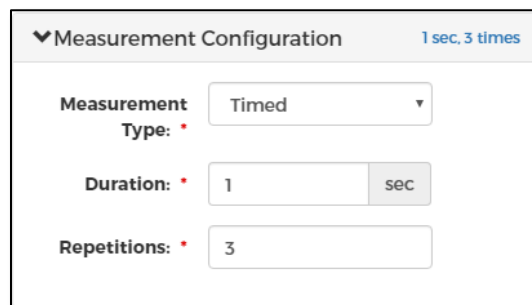 Measurement Configuration 1 sec, 3 times
Measurement Type: * Timed
Duration: * 1 sec
Repetitions: * 3